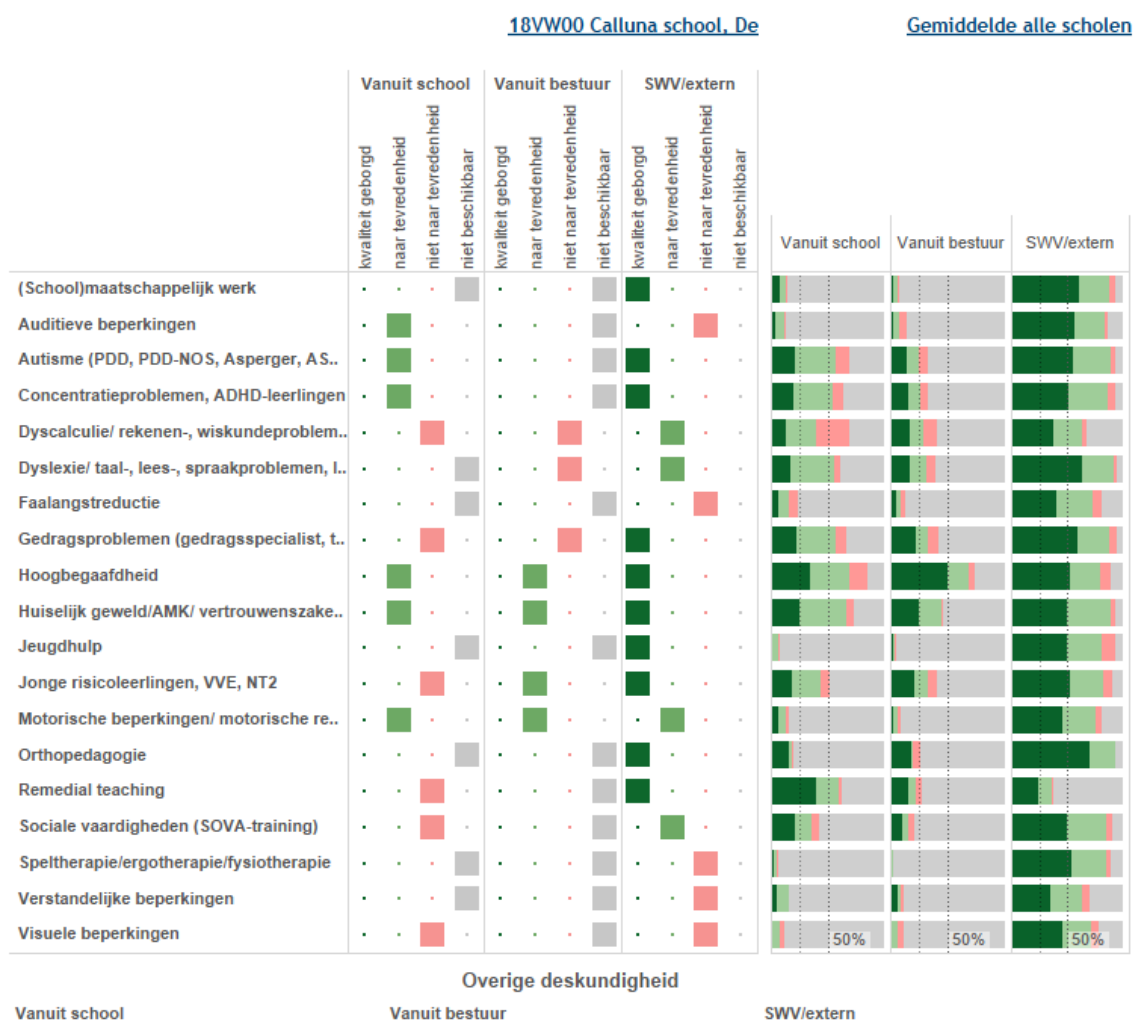 18VW00 Calluna school, De
Gemiddelde alle scholen
Vanuit school
Vanuit bestuur
SWV/extern
kwaliteit geborgd
naar tevredenheid
niet naar tevredenheid
niet beschikbaar
kwaliteit geborgd
naar tevredenheid
niet naar tevredenheid
niet beschikbaar
kwaliteit geborgd
naar tevredenheid
niet naar tevredenheid
niet beschikbaar
Vanuit school
Vanuit bestuur
SWV/extern
(School)maatschappelijk werk
Auditieve beperkingen
Autisme (PDD, PDD-NOS, Asperger, AS..
Concentratieproblemen, ADHD-leerlingen
Dyscalculie/ rekenen-, wiskundeproblem..
Dyslexie/ taal-, lees-, spraakproblemen, l..
Faalangstreductie
Gedragsproblemen (gedragsspecialist, t..
Hoogbegaafdheid
Huiselijk geweld/AMK/ vertrouwenszake..
Jeugdhulp
Jonge risicoleerlingen, VVE, NT2
Motorische beperkingen/ motorische re..
Orthopedagogie
Remedial teaching
Sociale vaardigheden (SOVA-training)
Speltherapie/ergotherapie/fysiotherapie
Verstandelijke beperkingen
Visuele beperkingen
50%
50%
50%
Overige deskundigheid
Vanuit school
Vanuit bestuur
SWV/extern